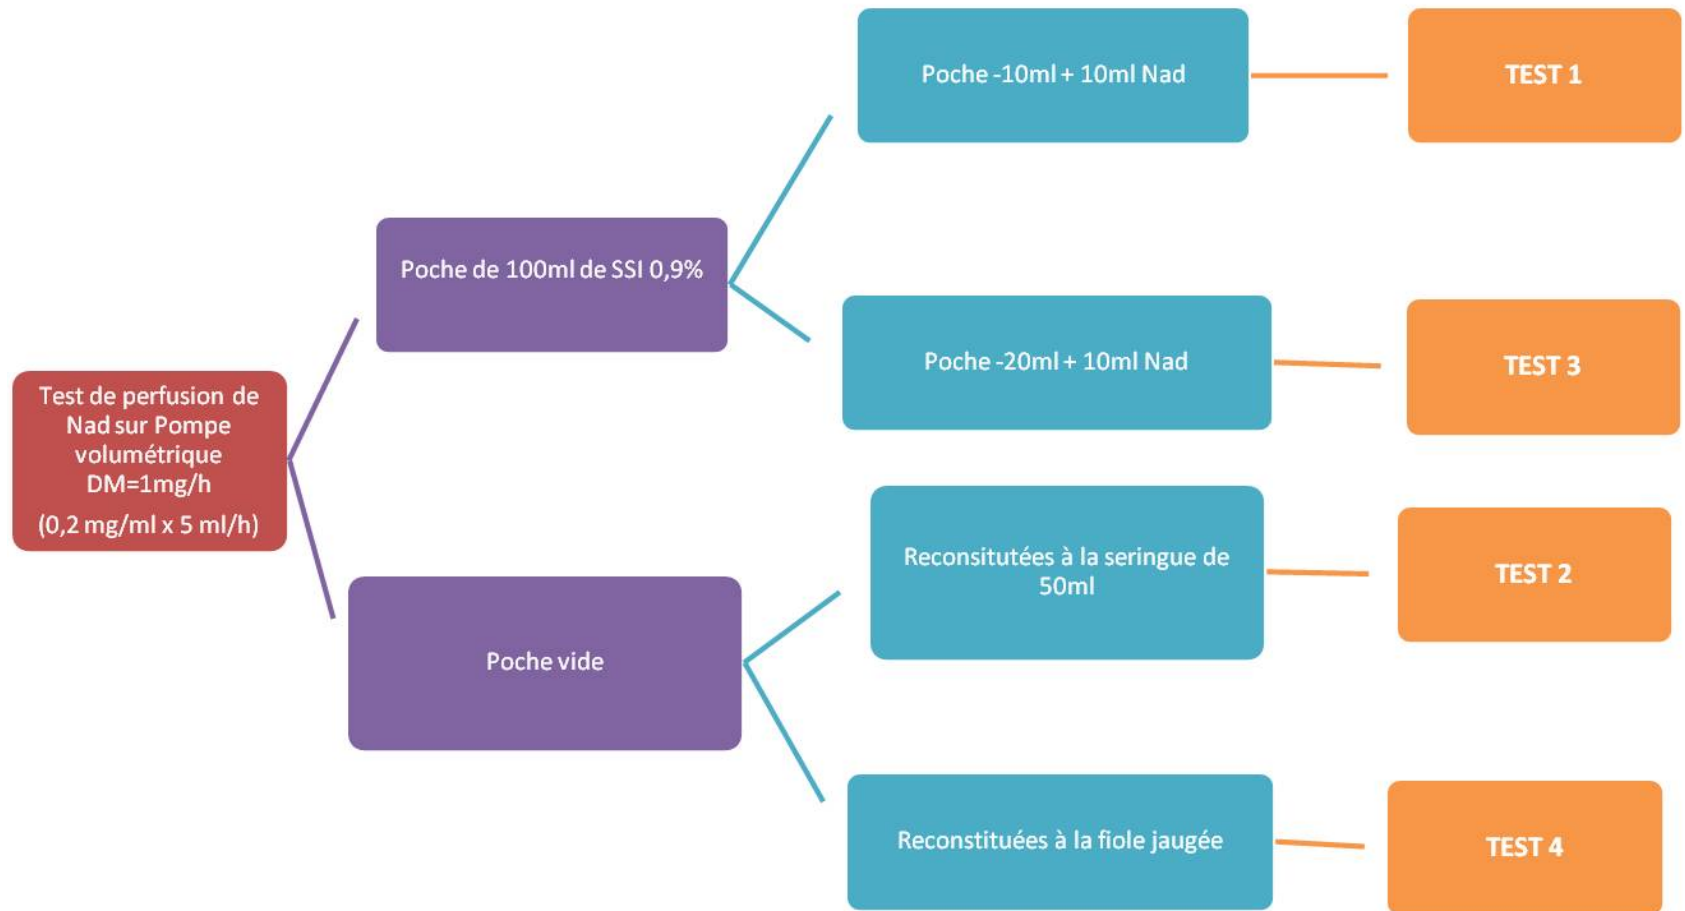 Test de perfusion de
Nad sur Pompe
volumétrique
DM=1mg/h
(0,2 mg/ml x 5 ml/h)
Poche de 100ml de SSI 0,9%
Poche -10ml + 10ml Nad
TEST 1
Poche -20ml + 10ml Nad
TEST 3
Poche vide
Reconsitutées à la seringue de
50ml
TEST 2
Reconstituées à la fiole jaugée
TEST 4